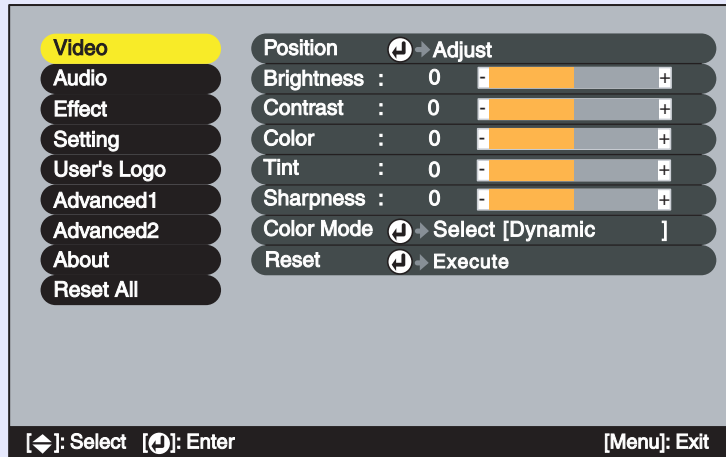 Video
Audio
Effect
Setting
User's Logo
Advanced1
Advanced2
About
Reset All
Position Adjust
Brightness : 0 - +
Contrast : 0 - +
Color : 0 - +
Tint : 0 - +
Sharpness : 0 - +
Color Mode Select [Dynamic ]
Reset Execute
[ ]: Select [ ]: Enter [Menu]: Exit